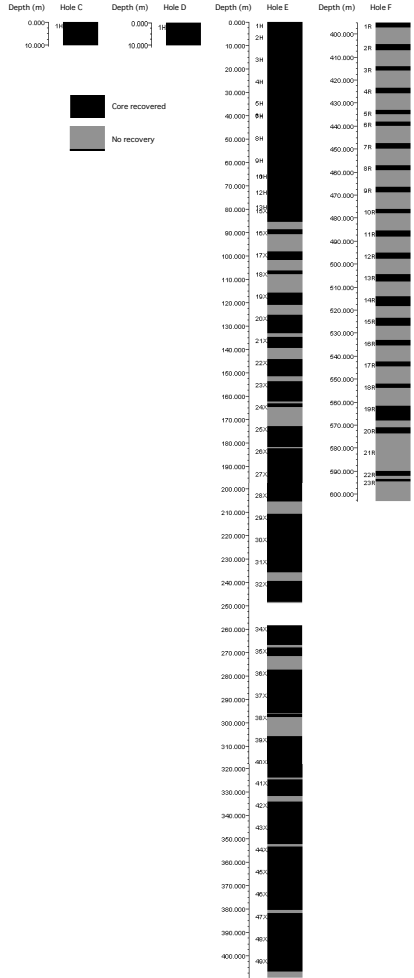 Depth (m) Hole C Depth (m) Hole D Depth (m) Hole E Depth (m) Hole F
0.000 1H 0.000 1H 0.000 1H 1R
10.000 10.000 10.000 2H 400.000 2R
20.000 3H 410.000 3R
30.000 4H 420.000 4R
Core recovered
40.000 5H 430.000 5R
6R
50.000 8H 440.000 7R
No recovery
60.000 9H 450.000 8R
70.000 12H 460.000 9R
80.000 13H 470.000 10R
90.000 16X 480.000 11R
100.000 17X 490.000 12R
110.000 18X 500.000 13R
120.000 19X 510.000 14R
130.000 20X 520.000 15R
140.000 21X 530.000 16R
150.000 22X 540.000 17R
160.000 23X 550.000 18R
170.000 24X 560.000 19R
180.000 25X 570.000 20R
190.000 26X 580.000 21R
200.000 27X 590.000 22R
28X 600.000 23R
210.000 29X
220.000 30X
230.000 31X
240.000 32X
250.000
260.000 34X
270.000 35X
280.000 36X
290.000 37X
300.000 38X
310.000 39X
320.000 40X
330.000 41X
340.000 42X
350.000 43X
360.000 44X
370.000 45X
380.000 46X
390.000 47X
400.000 48X
49X